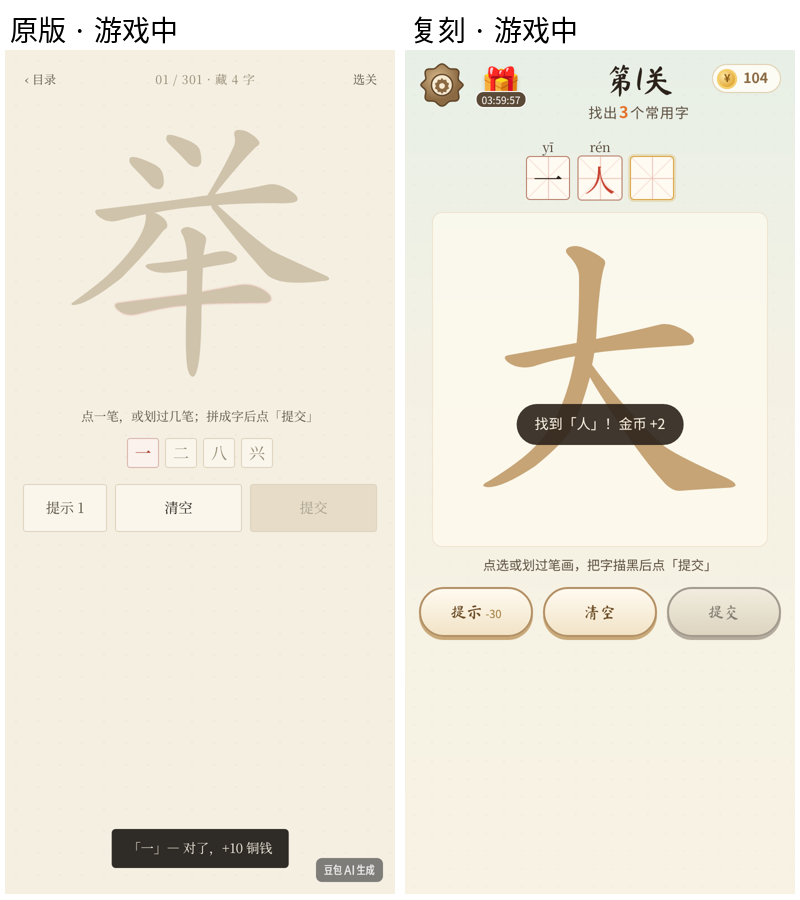 原版 · 游戏中
‹ 目录
01 / 301 · 藏 4 字
选关
举
点一笔，或划过几笔；拼成字后点「提交」
一 二 八 兴
提示 1
清空
提交
「一」— 对了，+10 铜钱
豆包 AI 生成
复刻 · 游戏中
03:59:57
第1关
¥ 104
找出3个常用字
yī rén
一 人
大
找到「人」！金币 +2
点选或划过笔画，把字描黑后点「提交」
提示 -30
清空
提交